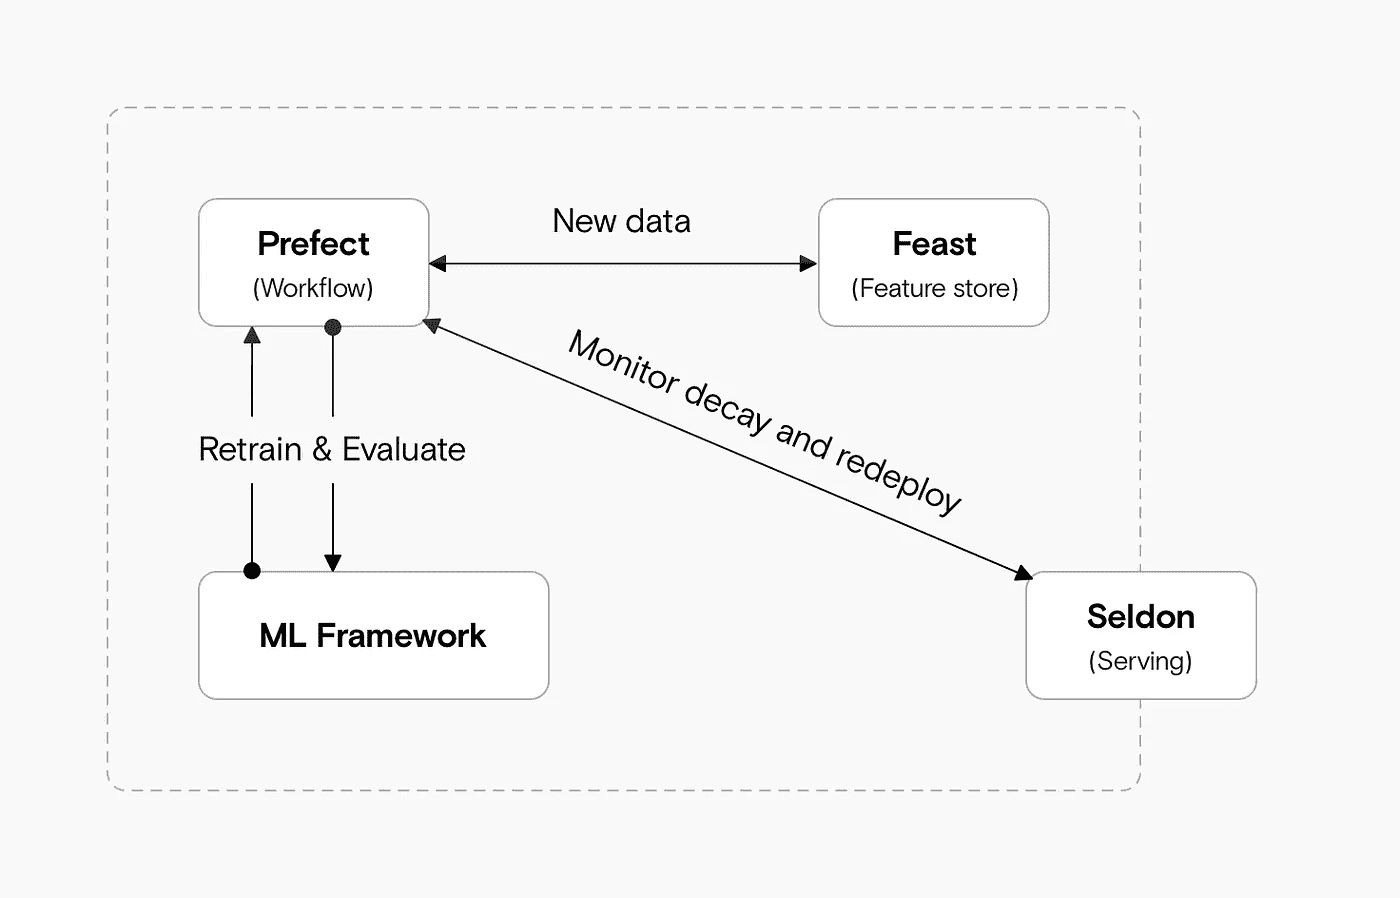 Prefect
(Workflow)
New data
Feast
(Feature store)
Monitor decay and redeploy
Retrain & Evaluate
ML Framework
Seldon
(Serving)